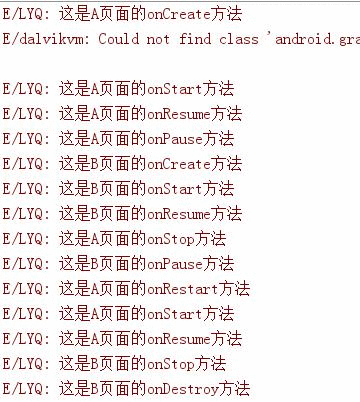 E/LYQ: 这是A页面的onCreate方法
E/dalvikvm: Could not find class 'android.gra
E/LYQ: 这是A页面的onStart方法
E/LYQ: 这是A页面的onResume方法
E/LYQ: 这是A页面的onPause方法
E/LYQ: 这是B页面的onCreate方法
E/LYQ: 这是B页面的onStart方法
E/LYQ: 这是B页面的onResume方法
E/LYQ: 这是A页面的onStop方法
E/LYQ: 这是B页面的onPause方法
E/LYQ: 这是A页面的onRestart方法
E/LYQ: 这是A页面的onStart方法
E/LYQ: 这是A页面的onResume方法
E/LYQ: 这是B页面的onStop方法
E/LYQ: 这是B页面的onDestroy方法